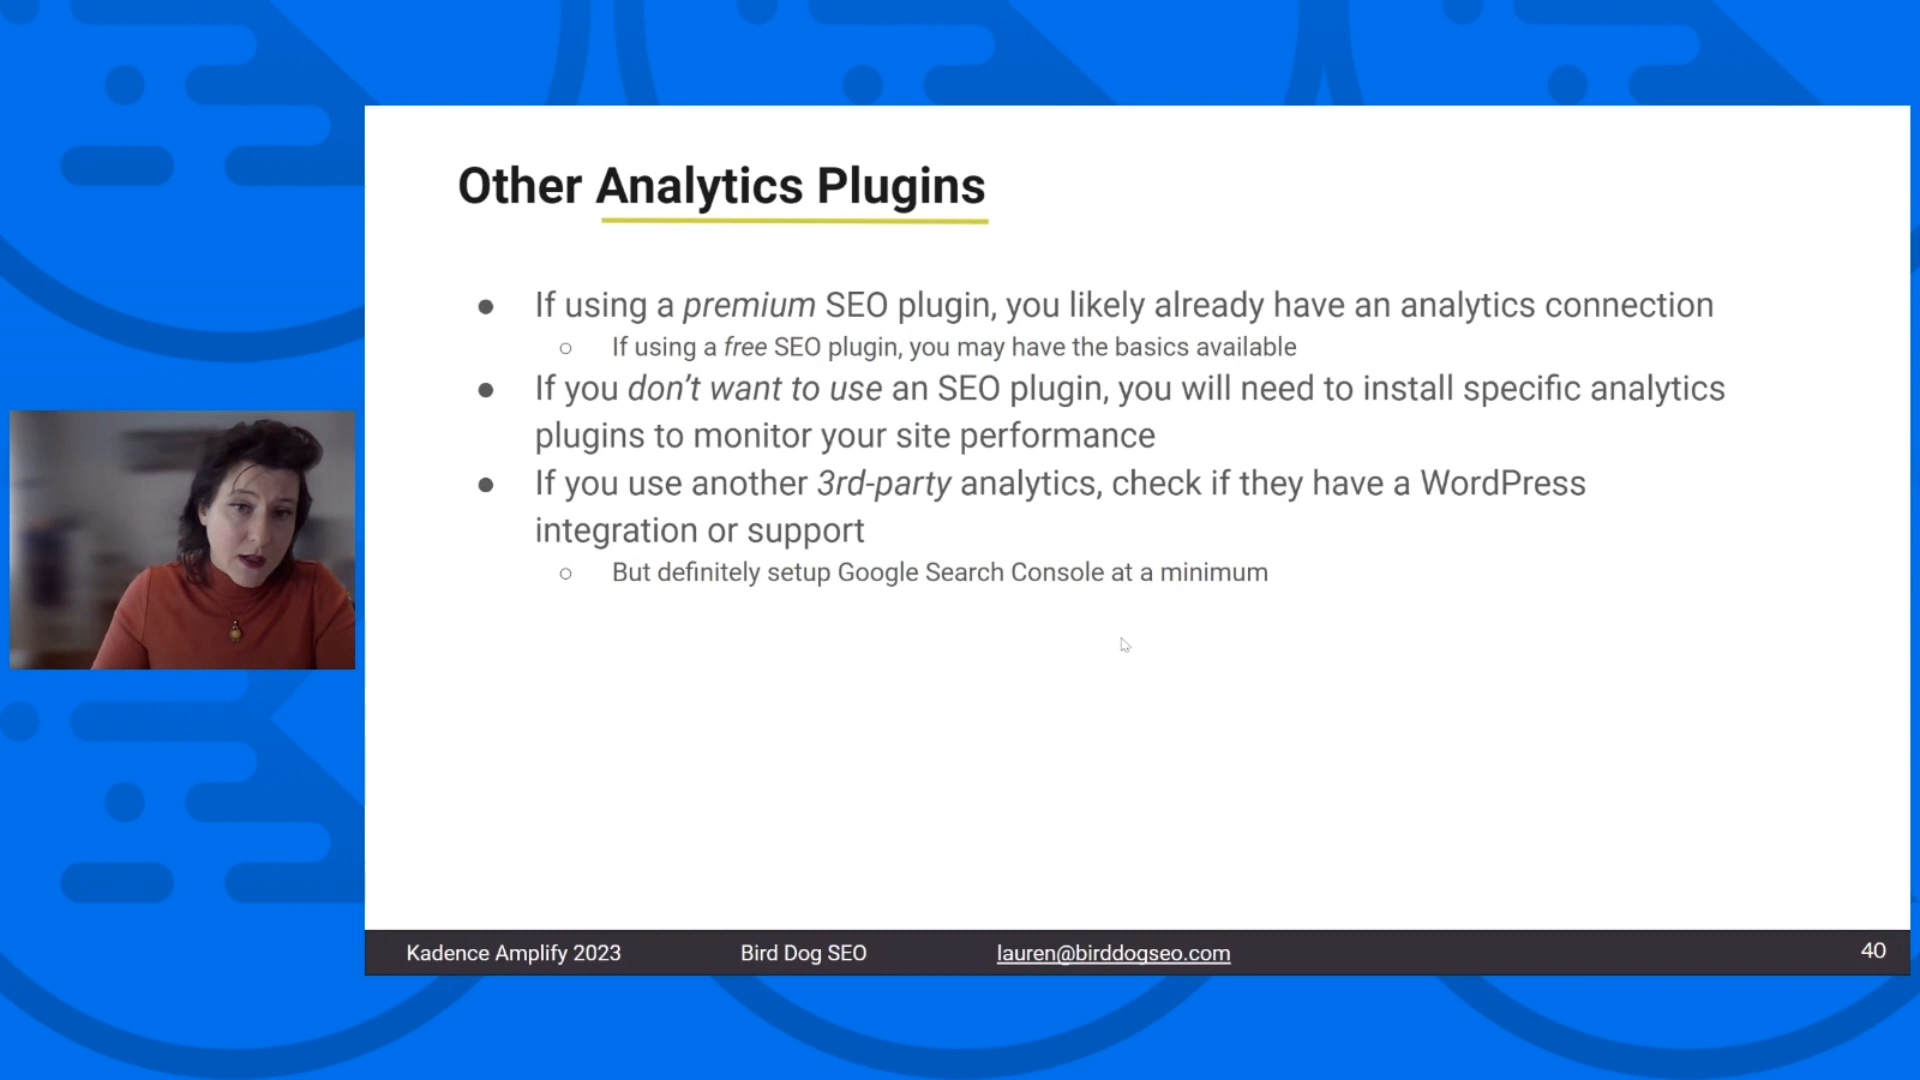 Other Analytics Plugins
● If using a premium SEO plugin, you likely already have an analytics connection
○ If using a free SEO plugin, you may have the basics available
● If you don’t want to use an SEO plugin, you will need to install specific analytics
plugins to monitor your site performance
● If you use another 3rd-party analytics, check if they have a WordPress
integration or support
○ But definitely setup Google Search Console at a minimum
Kadence Amplify 2023 Bird Dog SEO lauren@birddogseo.com 40